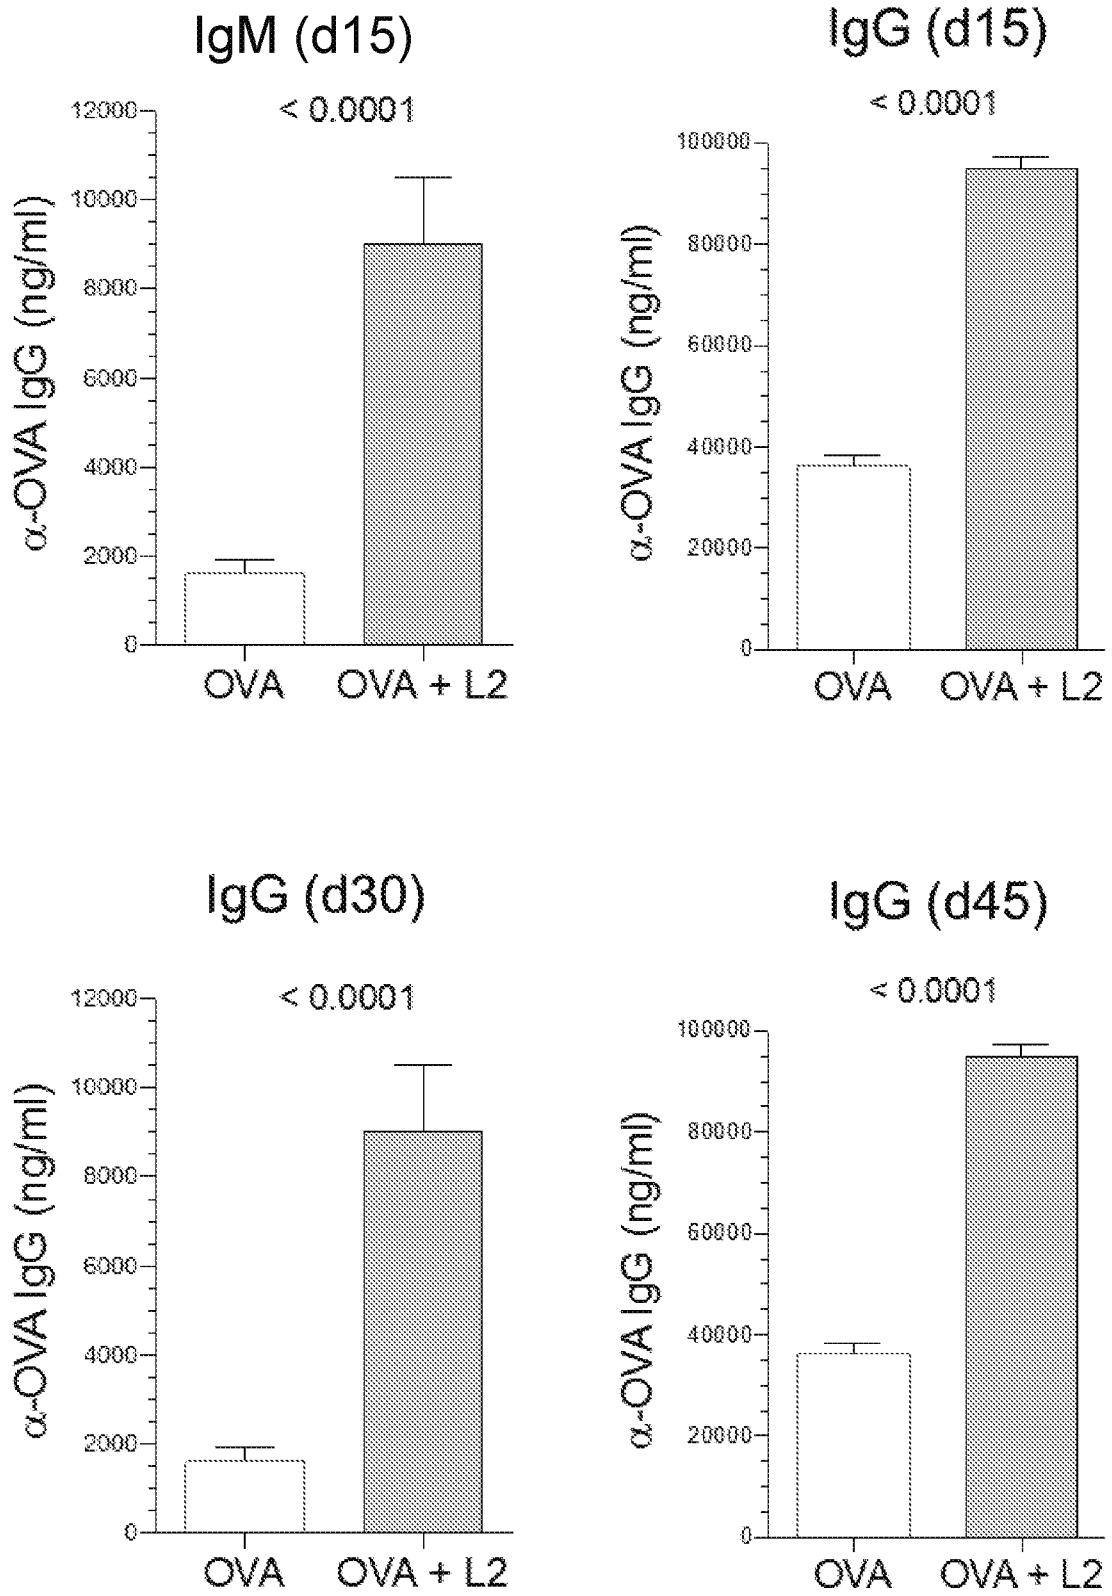 IgM (d15)
< 0.0001
α-OVA IgG (ng/ml)
12000
10000
8000
6000
4000
2000
0
OVA
OVA + L2
IgG (d15)
< 0.0001
α-OVA IgG (ng/ml)
100000
80000
60000
40000
20000
0
OVA
OVA + L2
IgG (d30)
< 0.0001
α-OVA IgG (ng/ml)
12000
10000
8000
6000
4000
2000
0
OVA
OVA + L2
IgG (d45)
< 0.0001
α-OVA IgG (ng/ml)
100000
80000
60000
40000
20000
0
OVA
OVA + L2